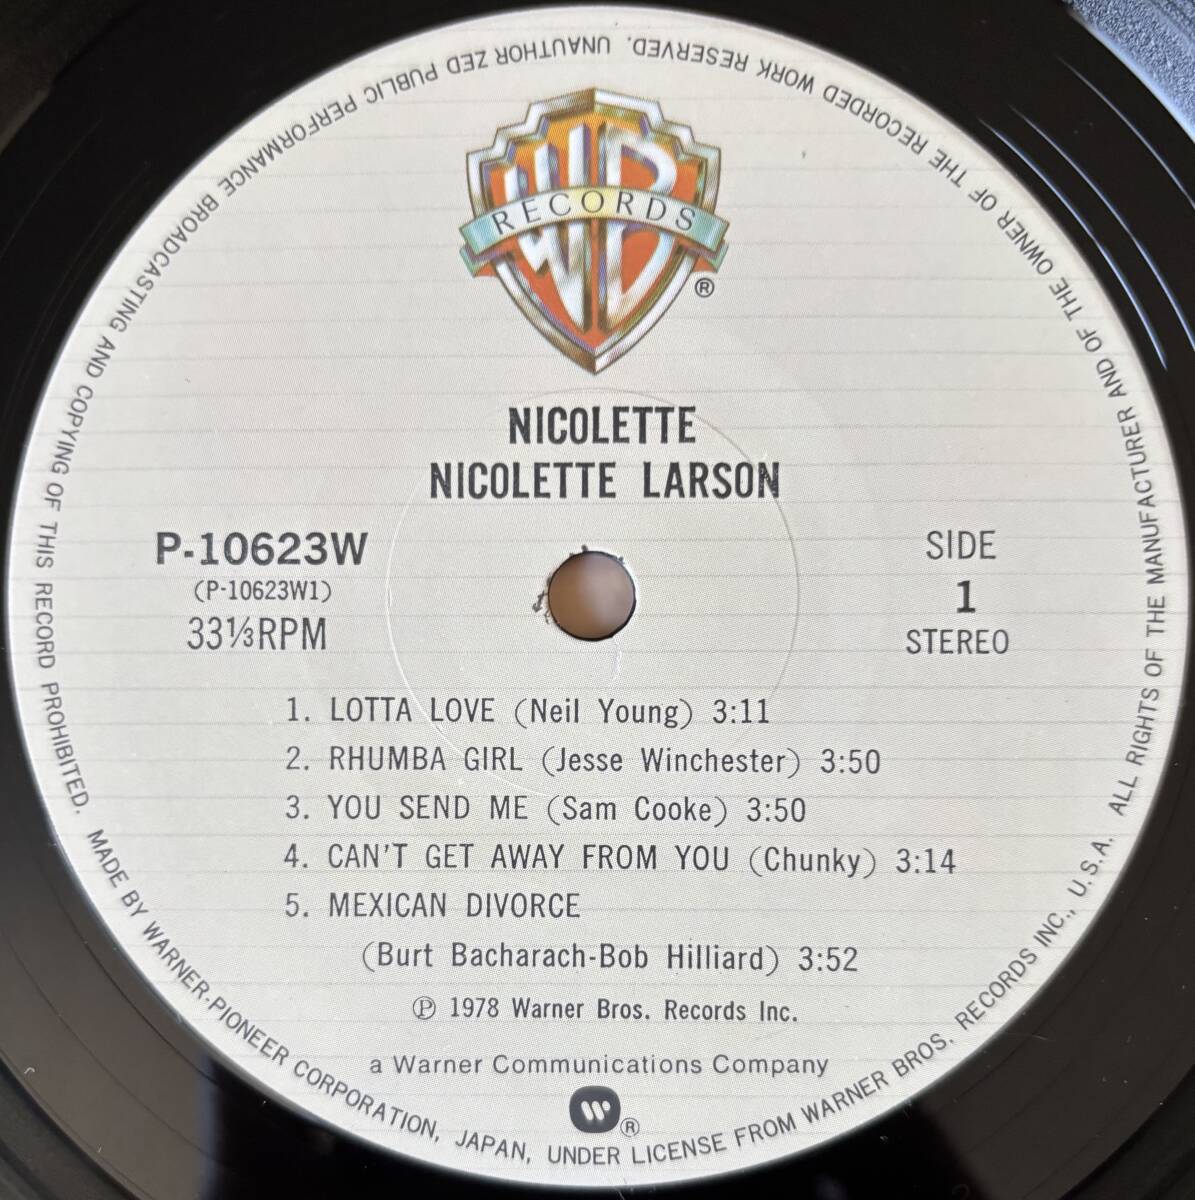 WB
RECORDS
®
NICOLETTE
NICOLETTE LARSON
P-10623W
(P-10623W1)
33⅓RPM
SIDE
1
STEREO
1. LOTTA LOVE (Neil Young) 3:11
2. RHUMBA GIRL (Jesse Winchester) 3:50
3. YOU SEND ME (Sam Cooke) 3:50
4. CAN'T GET AWAY FROM YOU (Chunky) 3:14
5. MEXICAN DIVORCE
(Burt Bacharach-Bob Hilliard) 3:52
Ⓟ 1978 Warner Bros. Records Inc.
a Warner Communications Company
®
MADE BY WARNER-PIONEER CORPORATION, JAPAN, UNDER LICENSE FROM WARNER BROS. RECORDS INC., U.S.A. ALL RIGHTS OF THE MANUFACTURER AND OF THE OWNER OF THE RECORDED WORK RESERVED. UNAUTHOR ZED PUBLIC PERFORMANCE BROADCASTING AND COPYING OF THIS RECORD PROHIBITED.